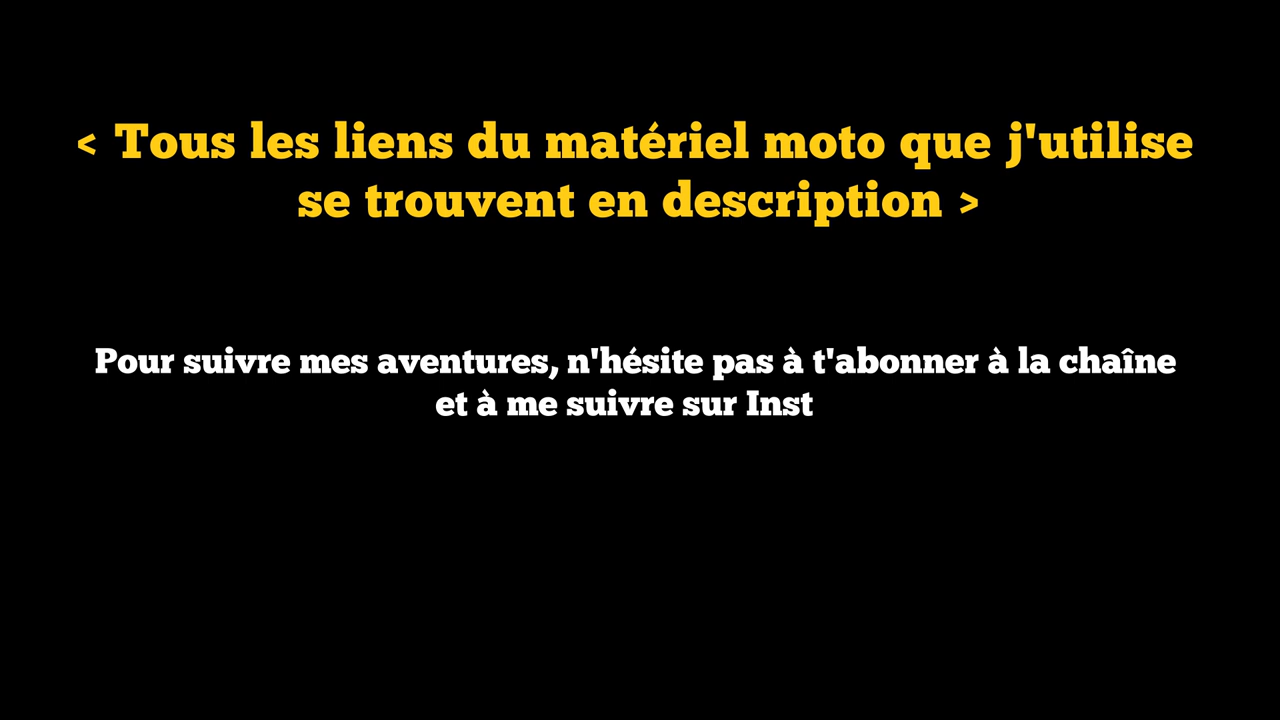 < Tous les liens du matériel moto que j'utilise
se trouvent en description >
Pour suivre mes aventures, n'hésite pas à t'abonner à la chaîne
et à me suivre sur Inst